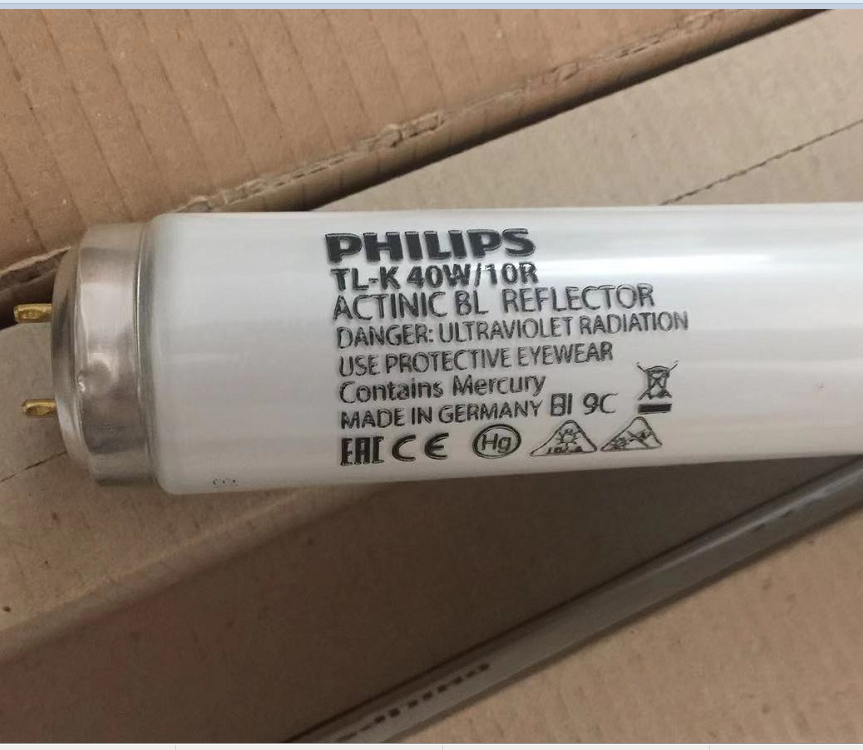 PHILIPS
TL-K 40W/10R
ACTINIC BL REFLECTOR
DANGER: ULTRAVIOLET RADIATION
USE PROTECTIVE EYEWEAR
Contains Mercury
MADE IN GERMANY 9C
EAC CE Hg